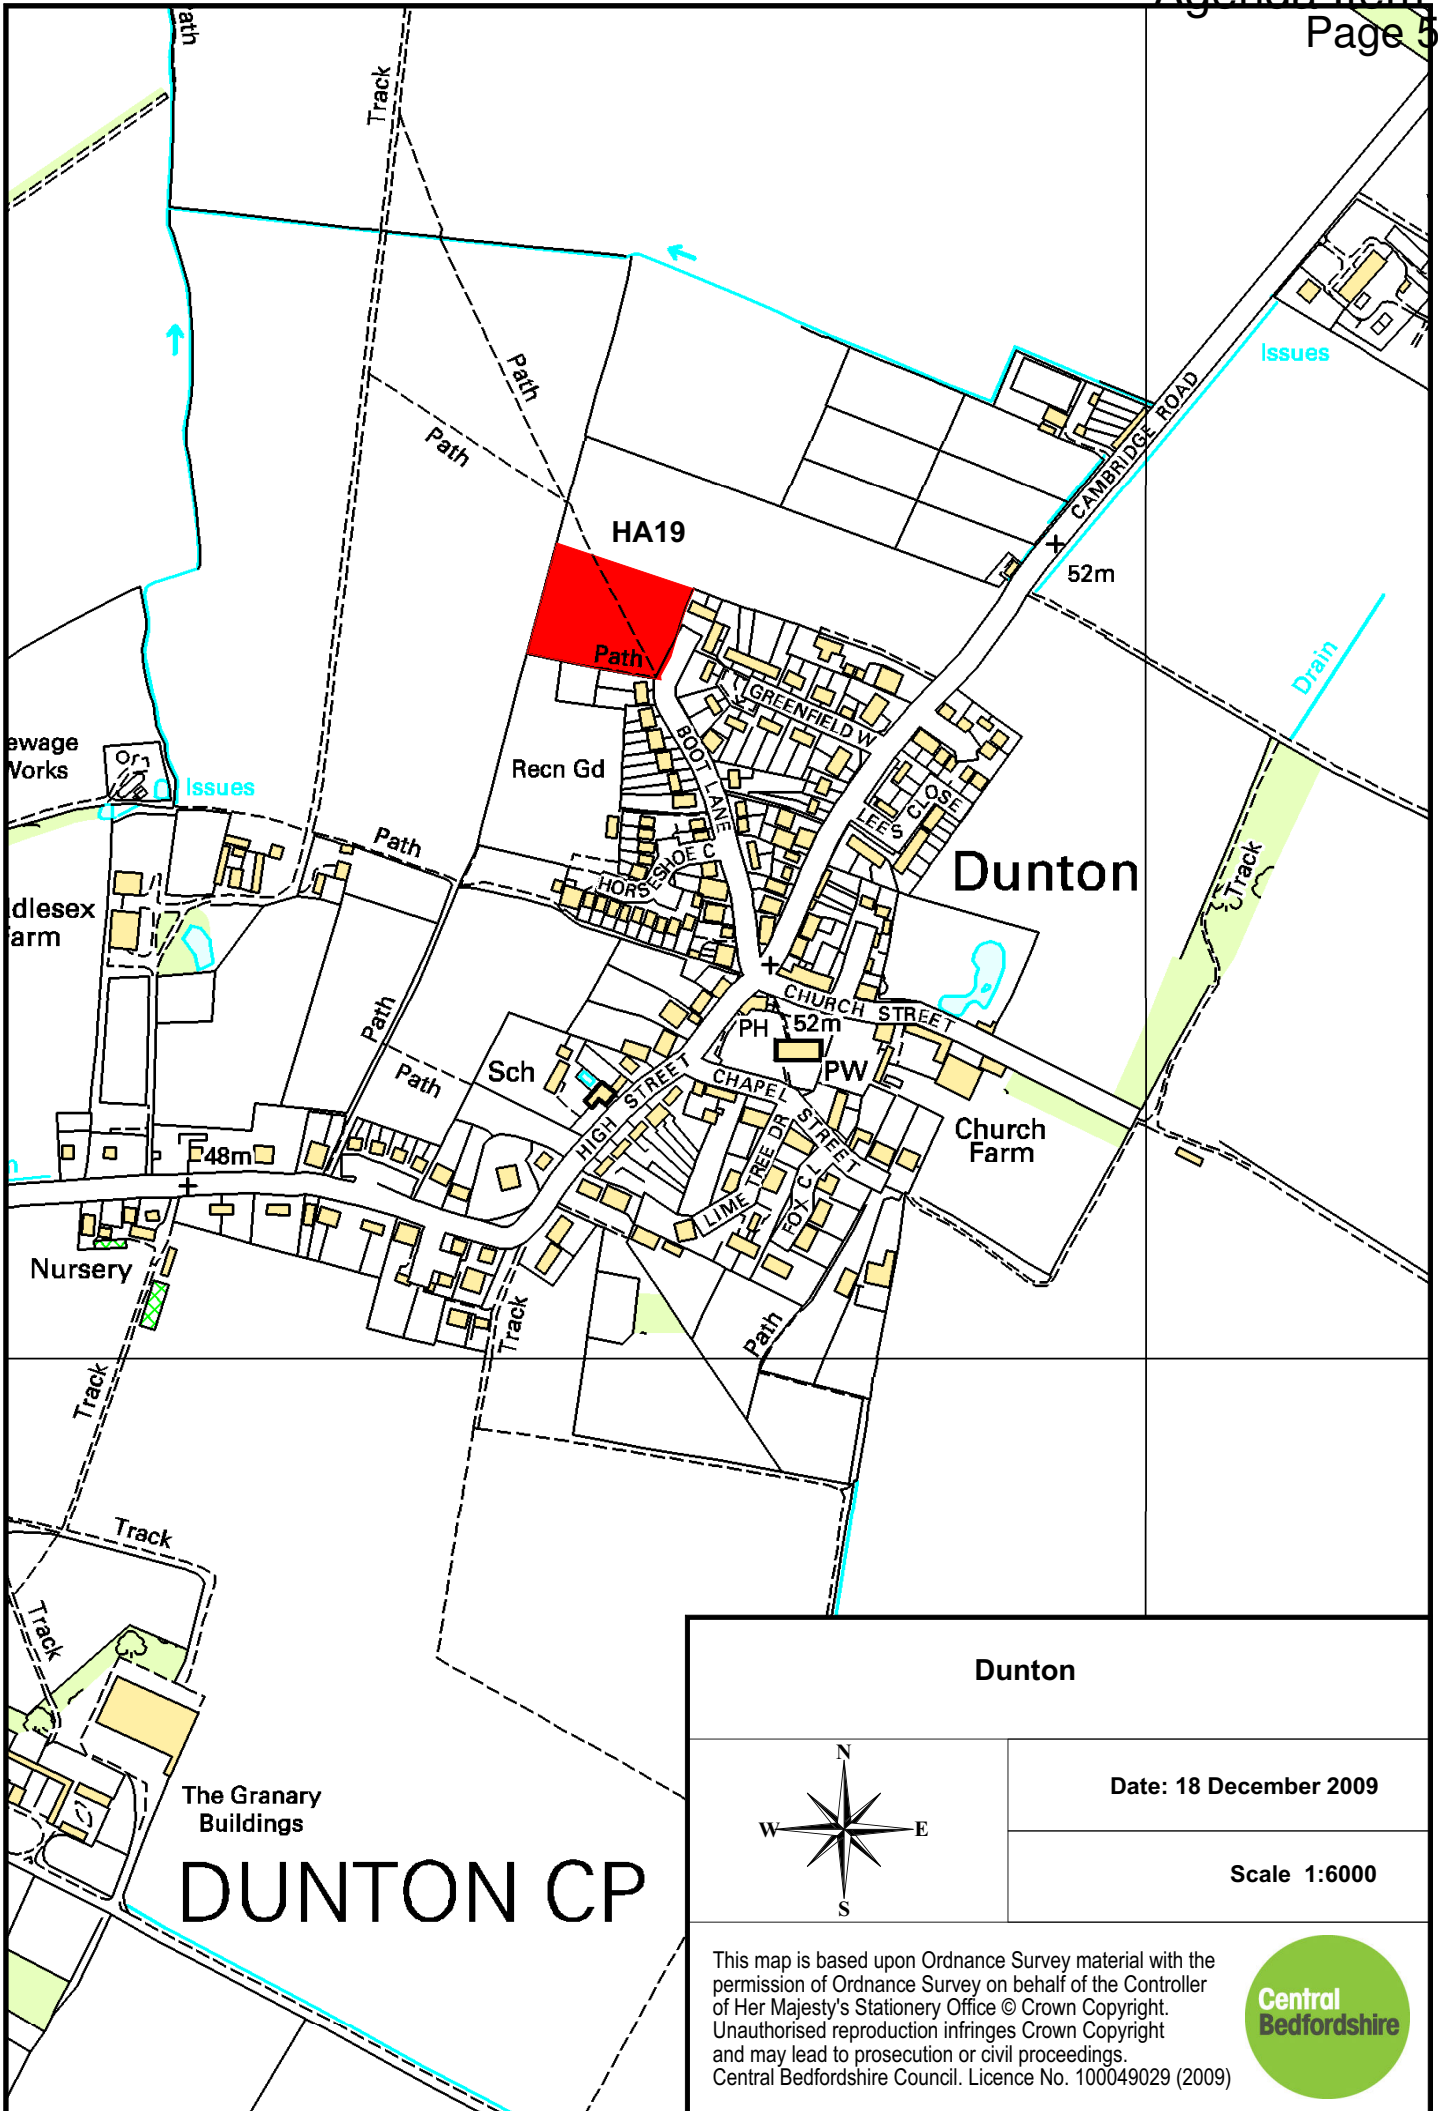 Agenda Item
Page 5
ath
Track
Path
Path
Issues
CAMBRIDGE ROAD
HA19
52m
Path
Drain
GREENFIELD W
BOOT LANE
ewage
Works
Issues
Recn Gd
LEE'S CLOSE
Path
HORSESHOE C
Dunton
Track
dlesex
arm
Path
CHURCH STREET
PH
52m
Sch
Path
PW
HIGH STREET
CHAPEL STREET
Church
Farm
48m
LIME TREE DR
FOX CL
Nursery
Track
Path
Track
Track
Track
The Granary
Buildings
DUNTON CP
Dunton
N
W
E
S
Date: 18 December 2009
Scale 1:6000
This map is based upon Ordnance Survey material with the
permission of Ordnance Survey on behalf of the Controller
of Her Majesty's Stationery Office © Crown Copyright.
Unauthorised reproduction infringes Crown Copyright
and may lead to prosecution or civil proceedings.
Central Bedfordshire Council. Licence No. 100049029 (2009)
Central
Bedfordshire